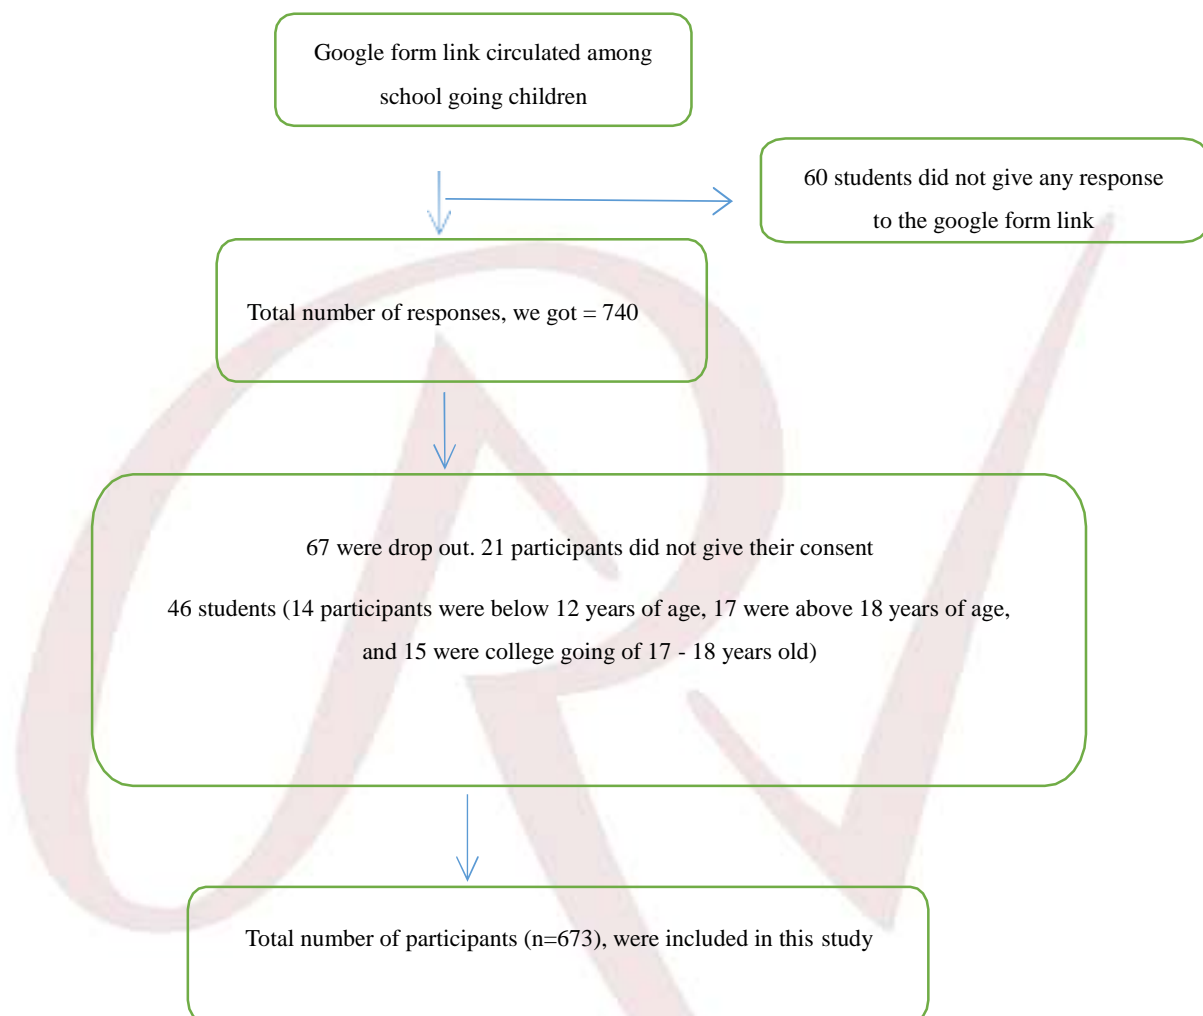 Google form link circulated among
school going children
60 students did not give any response
to the google form link
Total number of responses, we got = 740
67 were drop out. 21 participants did not give their consent
46 students (14 participants were below 12 years of age, 17 were above 18 years of age,
and 15 were college going of 17 - 18 years old)
Total number of participants (n=673), were included in this study